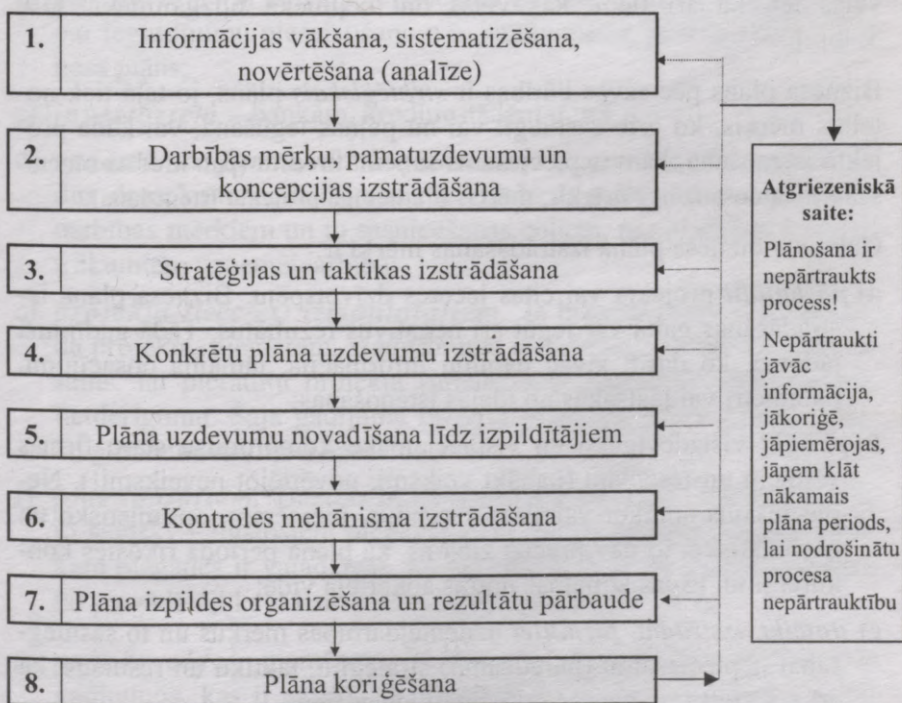 1. Informācijas vākšana, sistematizēšana,
novērtēšana (analīze)
2. Darbības mērķu, pamatuzdevumu un
koncepcijas izstrādāšana
3. Stratēģijas un taktikas izstrādāšana
4. Konkrētu plāna uzdevumu izstrādāšana
5. Plāna uzdevumu novadīšana līdz izpildītājiem
6. Kontroles mehānisma izstrādāšana
7. Plāna izpildes organizēšana un rezultātu pārbaude
8. Plāna koriģēšana
Atgriezeniskā
saite:
Plānošana ir
nepārtraukts
process!
Nepārtraukti
jāvāc
informācija,
jākoriģē,
jāpiemērojas,
jāņem klāt
nākamais
plāna periods,
lai nodrošinātu
procesa
nepārtrauktību